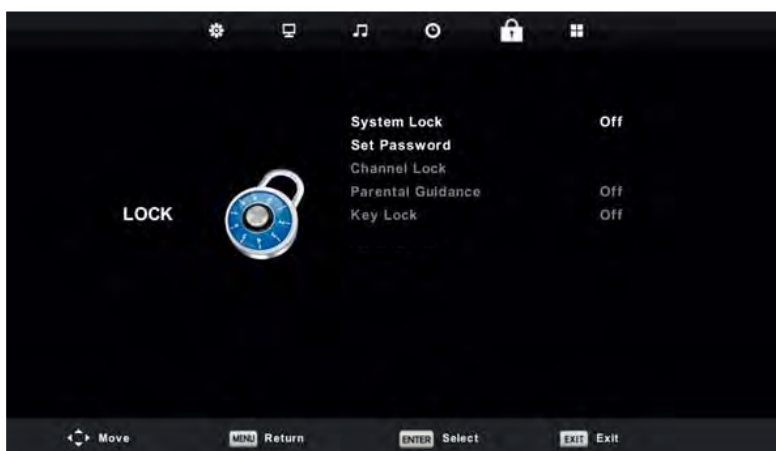 System Lock Off
Set Password
Channel Lock
Parental Guidance Off
Key Lock Off
LOCK
Move MENU Return ENTER Select EXIT Exit